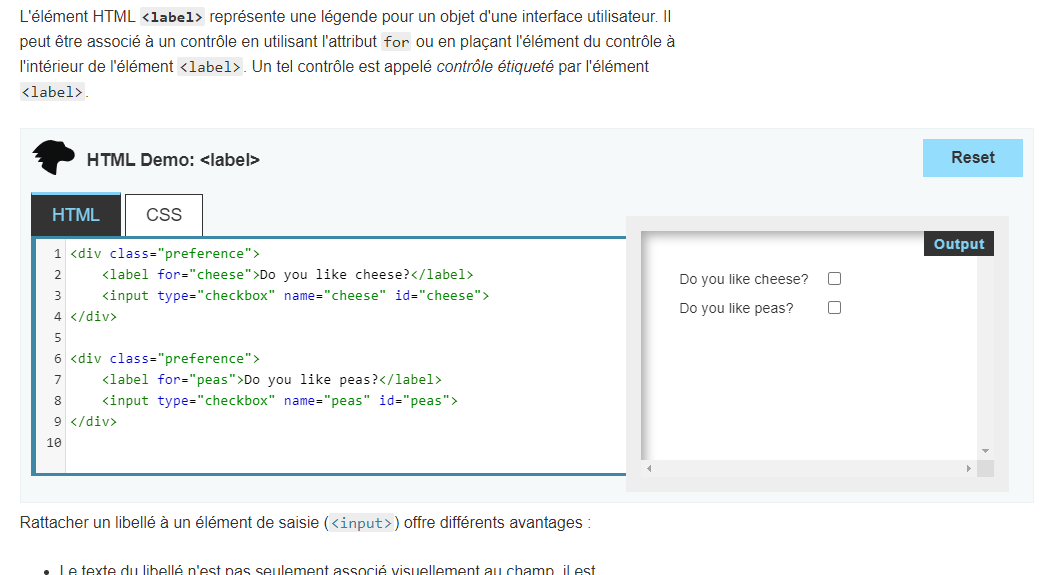 L'élément HTML <label> représente une légende pour un objet d'une interface utilisateur. Il
peut être associé à un contrôle en utilisant l'attribut for ou en plaçant l'élément du contrôle à
l'intérieur de l'élément <label>. Un tel contrôle est appelé contrôle étiqueté par l'élément
<label>.
HTML Demo: <label>
Reset
HTML CSS
1 <div class="preference">
2 <label for="cheese">Do you like cheese?</label>
3 <input type="checkbox" name="cheese" id="cheese">
4 </div>
5
6 <div class="preference">
7 <label for="peas">Do you like peas?</label>
8 <input type="checkbox" name="peas" id="peas">
9 </div>
10
Output
Do you like cheese?
Do you like peas?
Rattacher un libellé à un élément de saisie (<input>) offre différents avantages :
• Le texte du libellé n'est pas seulement associé visuellement au champ, il est